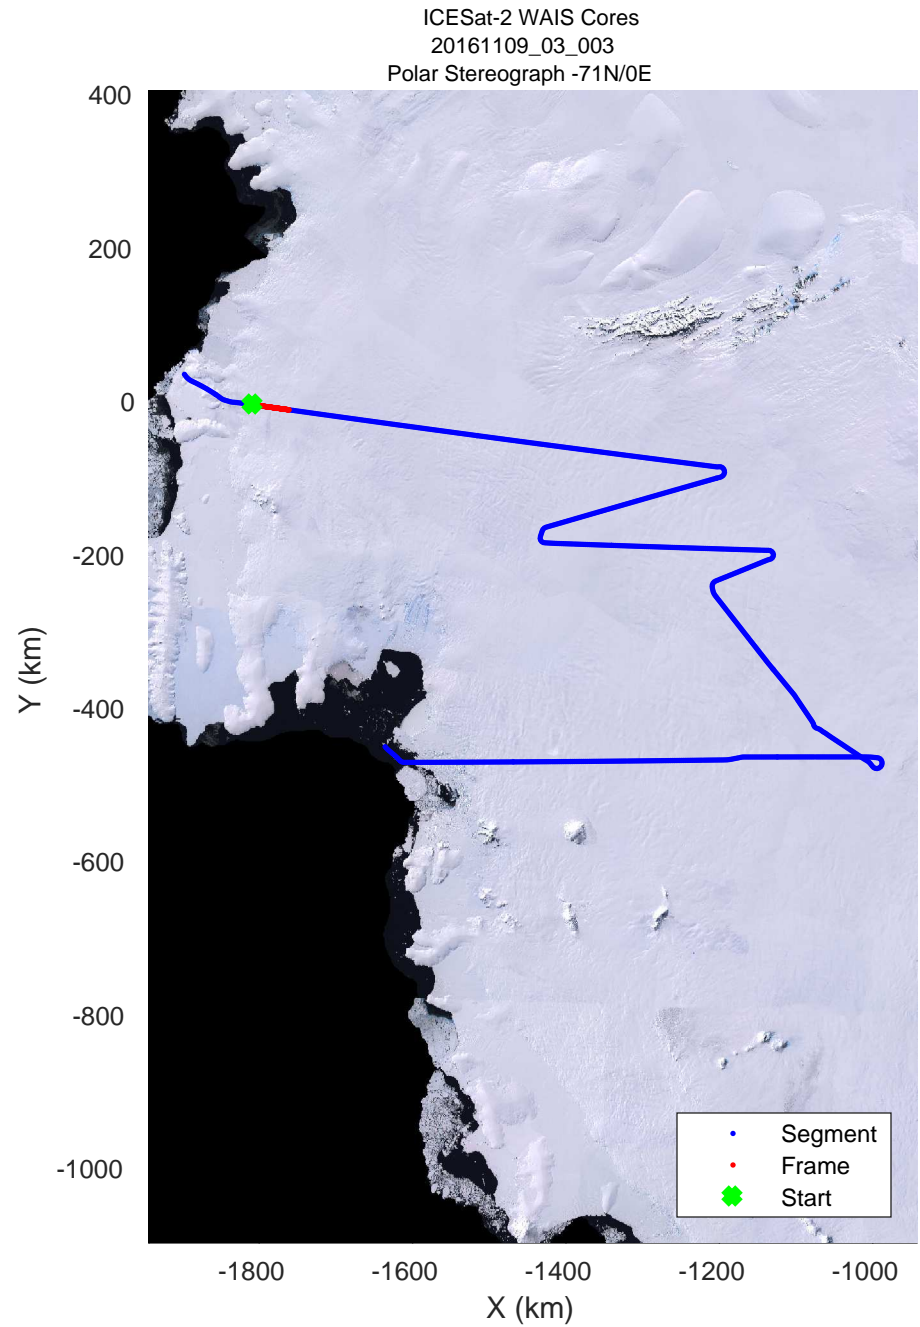 ICESat-2 WAIS Cores
20161109_03_003
Polar Stereograph -71N/0E
400
200
0
-200
-400
-600
-800
-1000
Y (km)
Segment
Frame
Start
-1800
-1600
-1400
-1200
-1000
X (km)